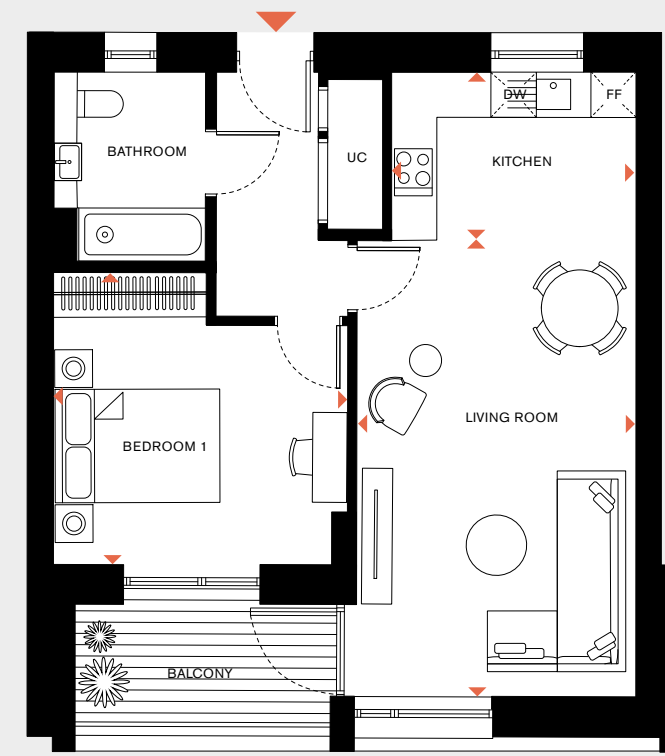 DW
FF
BATHROOM
UC
KITCHEN
LIVING ROOM
BEDROOM 1
BALCONY